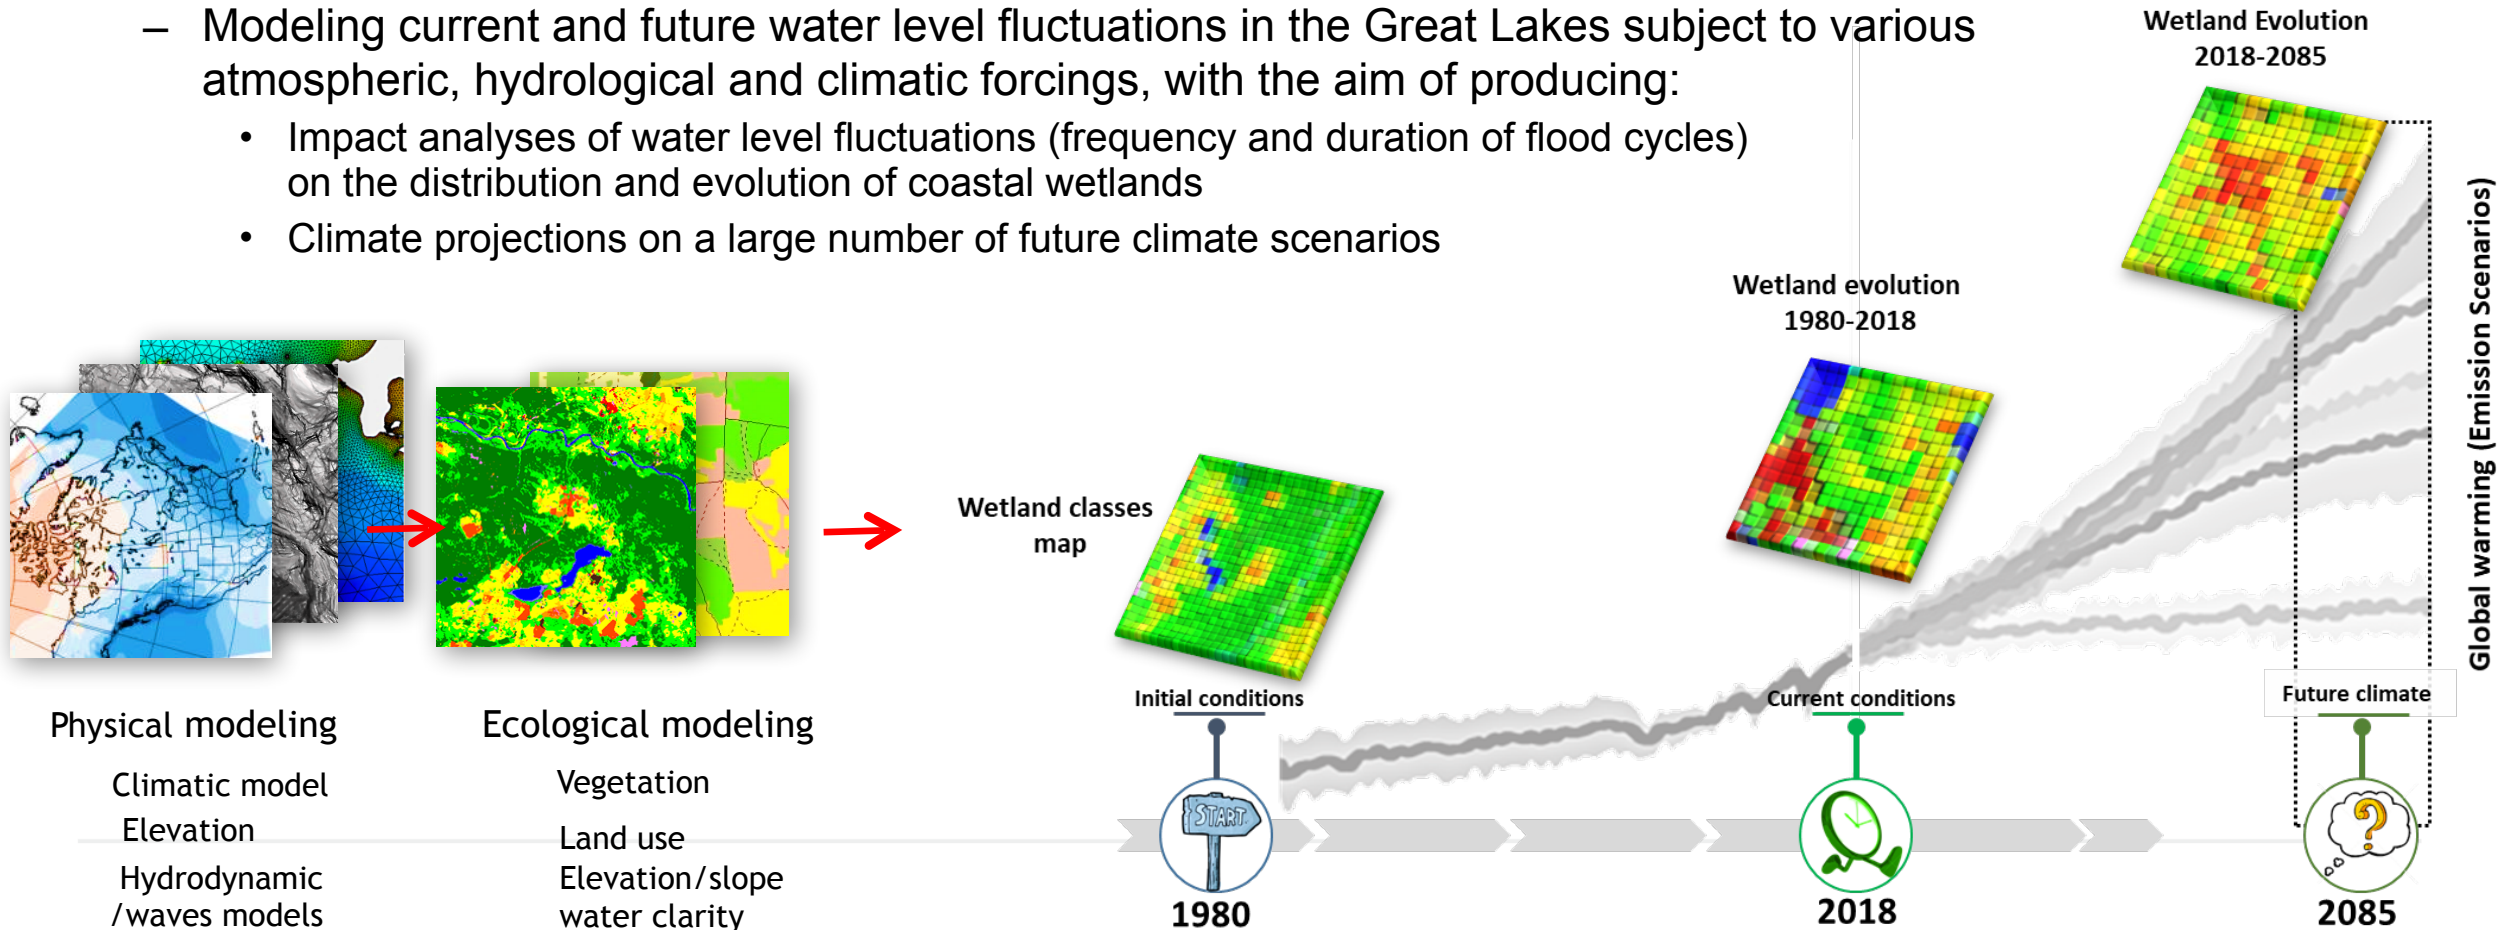 – Modeling current and future water level fluctuations in the Great Lakes subject to various
atmospheric, hydrological and climatic forcings, with the aim of producing:
• Impact analyses of water level fluctuations (frequency and duration of flood cycles)
on the distribution and evolution of coastal wetlands
• Climate projections on a large number of future climate scenarios
Wetland Evolution
2018-2085
Wetland evolution
1980-2018
Wetland classes
map
Global warming (Emission Scenarios)
Initial conditions
Current conditions
Future climate
START
1980
2018
?
2085
Physical modeling
Climatic model
Elevation
Hydrodynamic
/waves models
Ecological modeling
Vegetation
Land use
Elevation/slope
water clarity